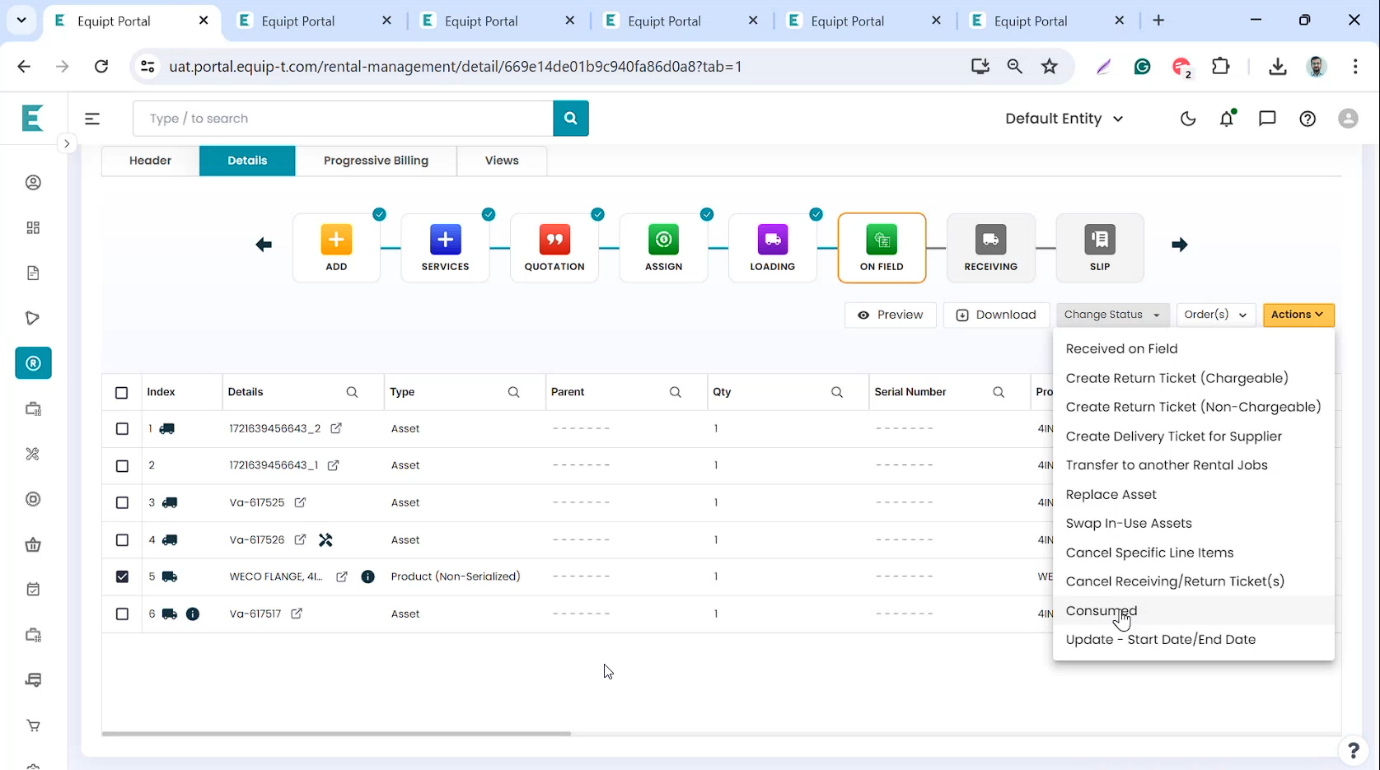 Equipt Portal
Equipt Portal
Equipt Portal
Equipt Portal
Equipt Portal
Equipt Portal
uat.portal.equip-t.com/rental-management/detail/669e14de01b9c940fa86d0a8?tab=1
2
Type / to search
Default Entity
Header
Details
Progressive Billing
Views
ADD
SERVICES
QUOTATION
ASSIGN
LOADING
ON FIELD
RECEIVING
SLIP
Preview
Download
Change Status
Order(s)
Actions
Received on Field
Create Return Ticket (Chargeable)
Create Return Ticket (Non-Chargeable)
Create Delivery Ticket for Supplier
Transfer to another Rental Jobs
Replace Asset
Swap In-Use Assets
Cancel Specific Line Items
Cancel Receiving/Return Ticket(s)
Consumed
Update - Start Date/End Date
Index Details Type Parent Qty Serial Number Pro
1 1721639456643_2 Asset ------- 1 ------- 4IN
2 1721639456643_1 Asset ------- 1 ------- 4IN
3 Va-617525 Asset ------- 1 ------- 4IN
4 Va-617526 Asset ------- 1 ------- 4IN
5 WECO FLANGE, 4I... Product (Non-Serialized) ------- 1 ------- WE
6 Va-617517 Asset ------- 1 ------- 4IN